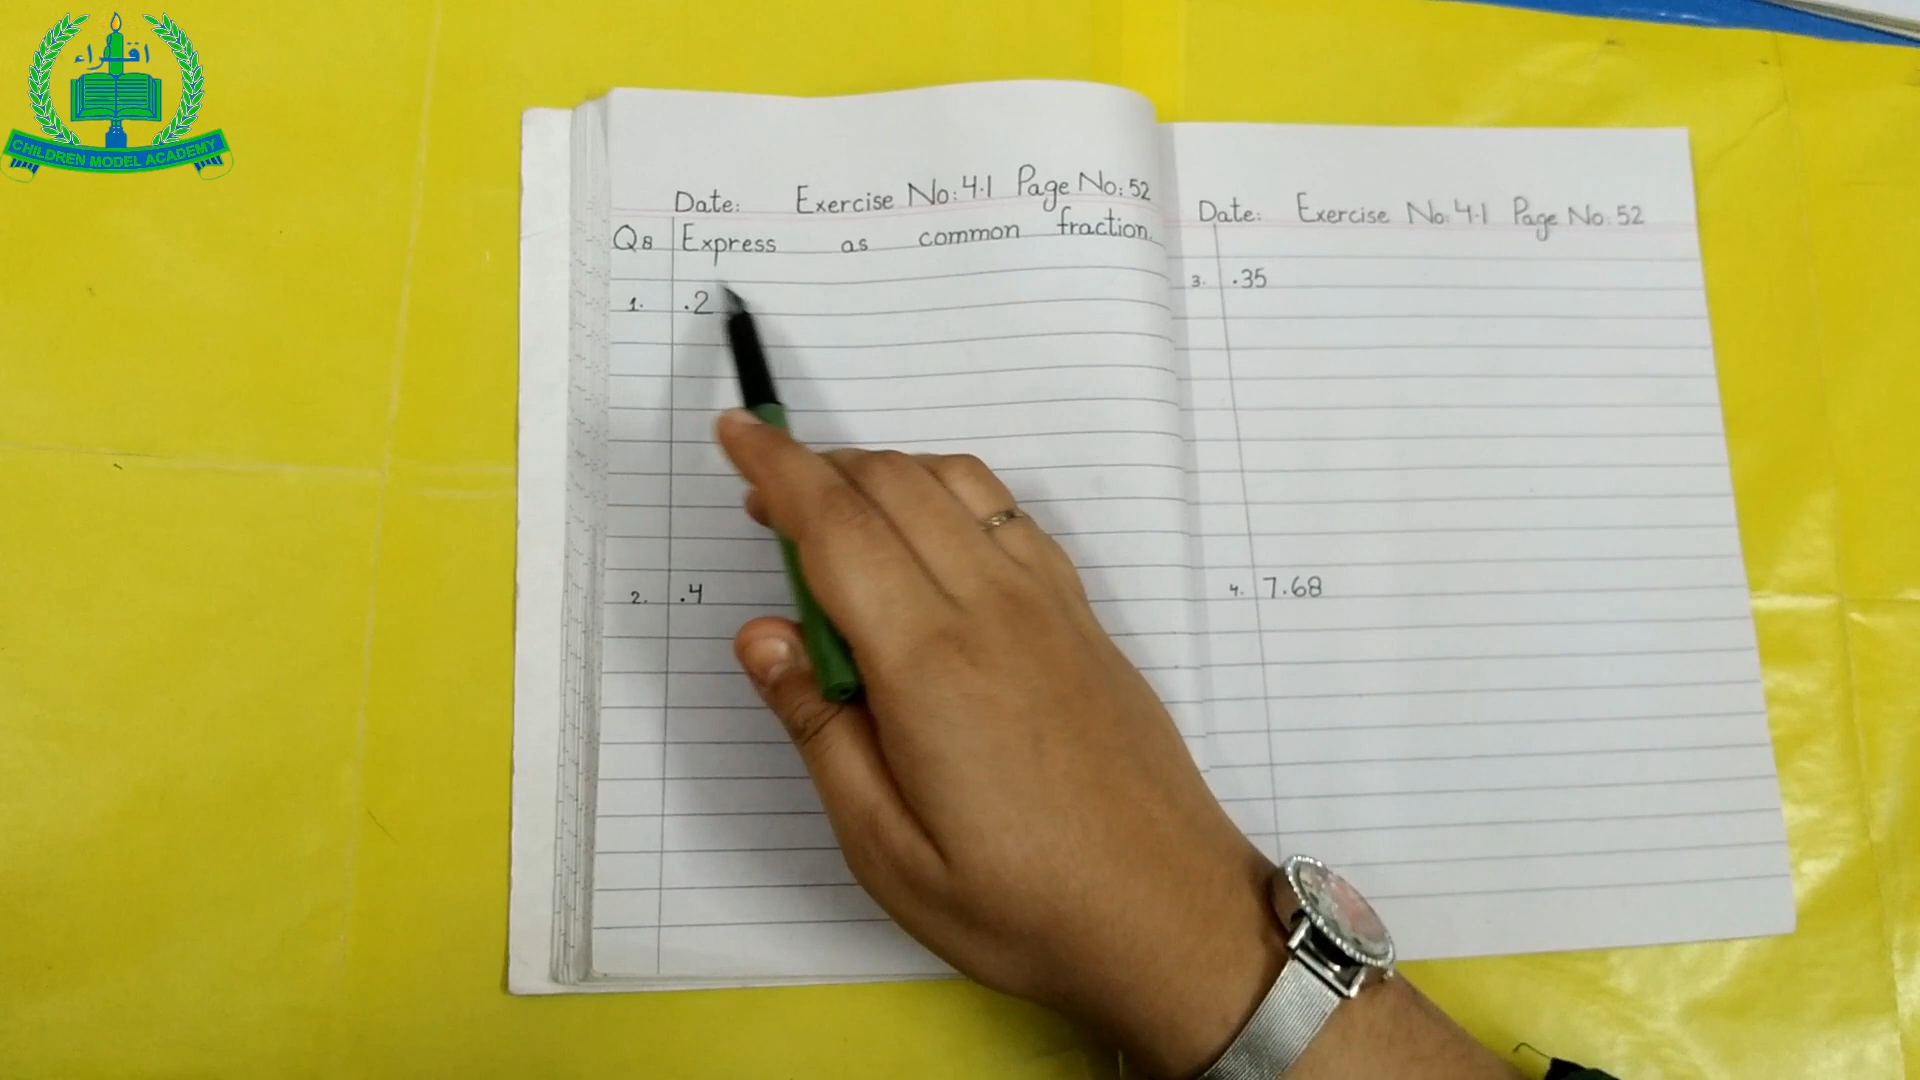 اقراء
CHILDREN MODEL ACADEMY
Date: Exercise No: 4.1 Page No: 52
Q8 Express as common fraction.
1. .2
2. .4
Date: Exercise No: 4.1 Page No: 52
3. .35
4. 7.68